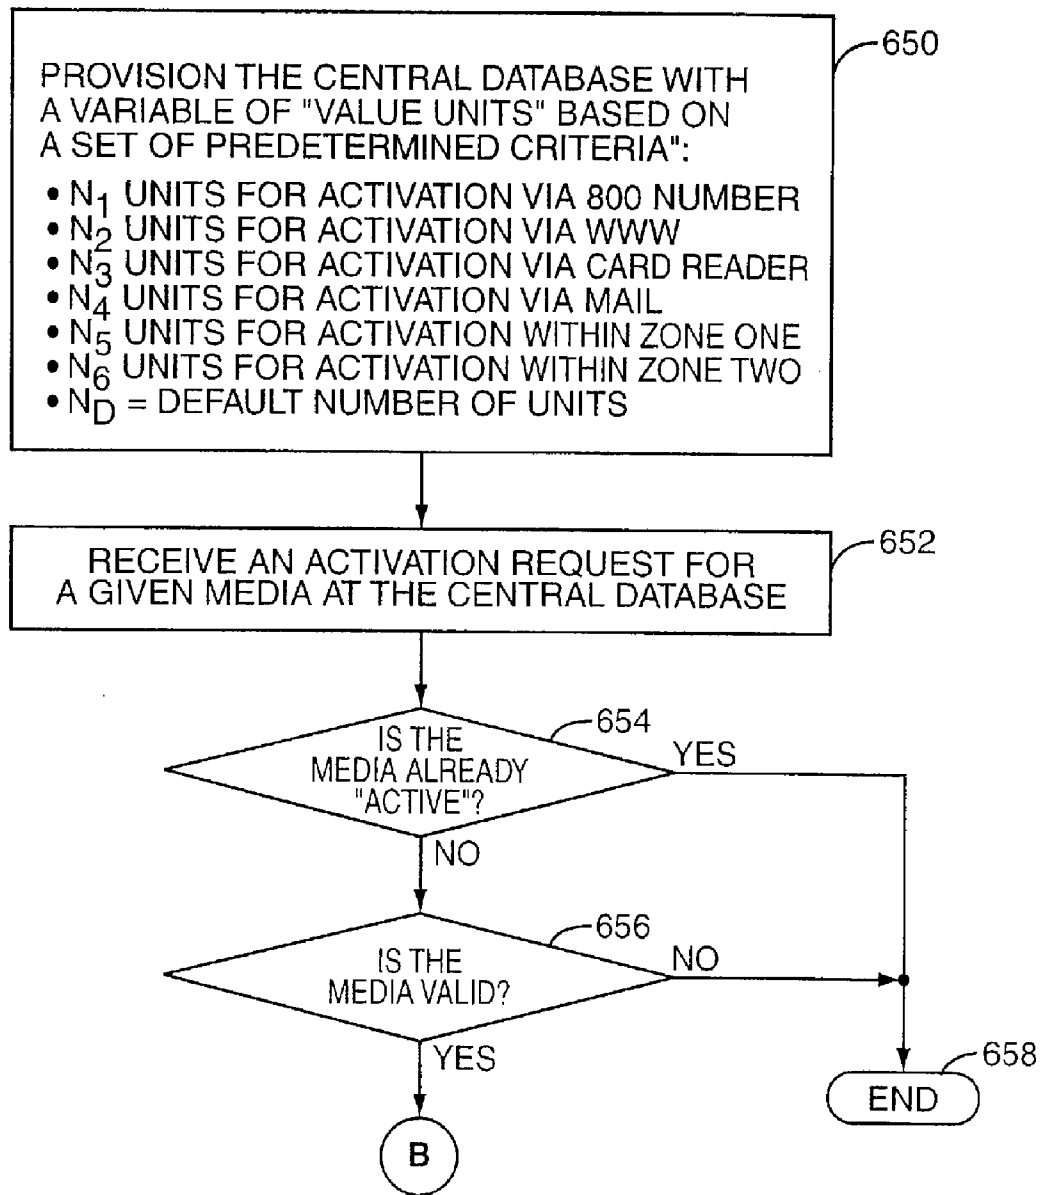 650
PROVISION THE CENTRAL DATABASE WITH
A VARIABLE OF "VALUE UNITS" BASED ON
A SET OF PREDETERMINED CRITERIA":
• N1 UNITS FOR ACTIVATION VIA 800 NUMBER
• N2 UNITS FOR ACTIVATION VIA WWW
• N3 UNITS FOR ACTIVATION VIA CARD READER
• N4 UNITS FOR ACTIVATION VIA MAIL
• N5 UNITS FOR ACTIVATION WITHIN ZONE ONE
• N6 UNITS FOR ACTIVATION WITHIN ZONE TWO
• ND = DEFAULT NUMBER OF UNITS
652
RECEIVE AN ACTIVATION REQUEST FOR
A GIVEN MEDIA AT THE CENTRAL DATABASE
654
IS THE
MEDIA ALREADY
"ACTIVE"?
YES
NO
656
IS THE
MEDIA VALID?
NO
YES
658
END
B